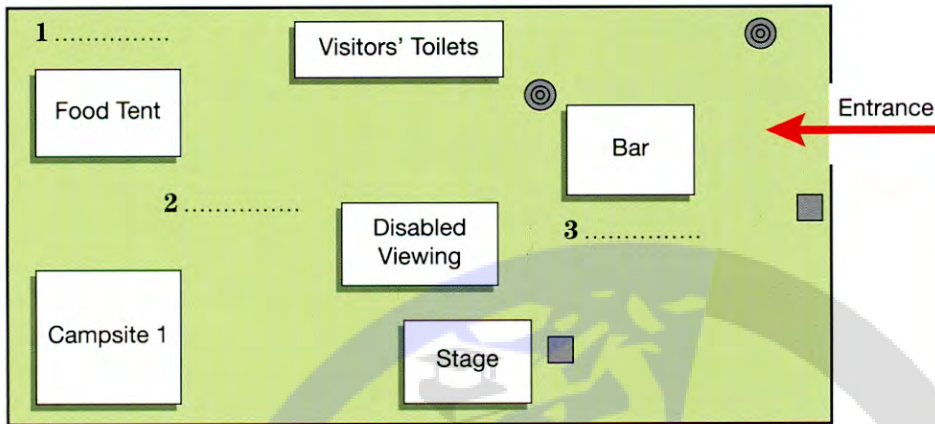 1 ...............
Visitors' Toilets
Food Tent
Entrance
Bar
2 ...............
Disabled
Viewing
3 ...............
Campsite 1
Stage